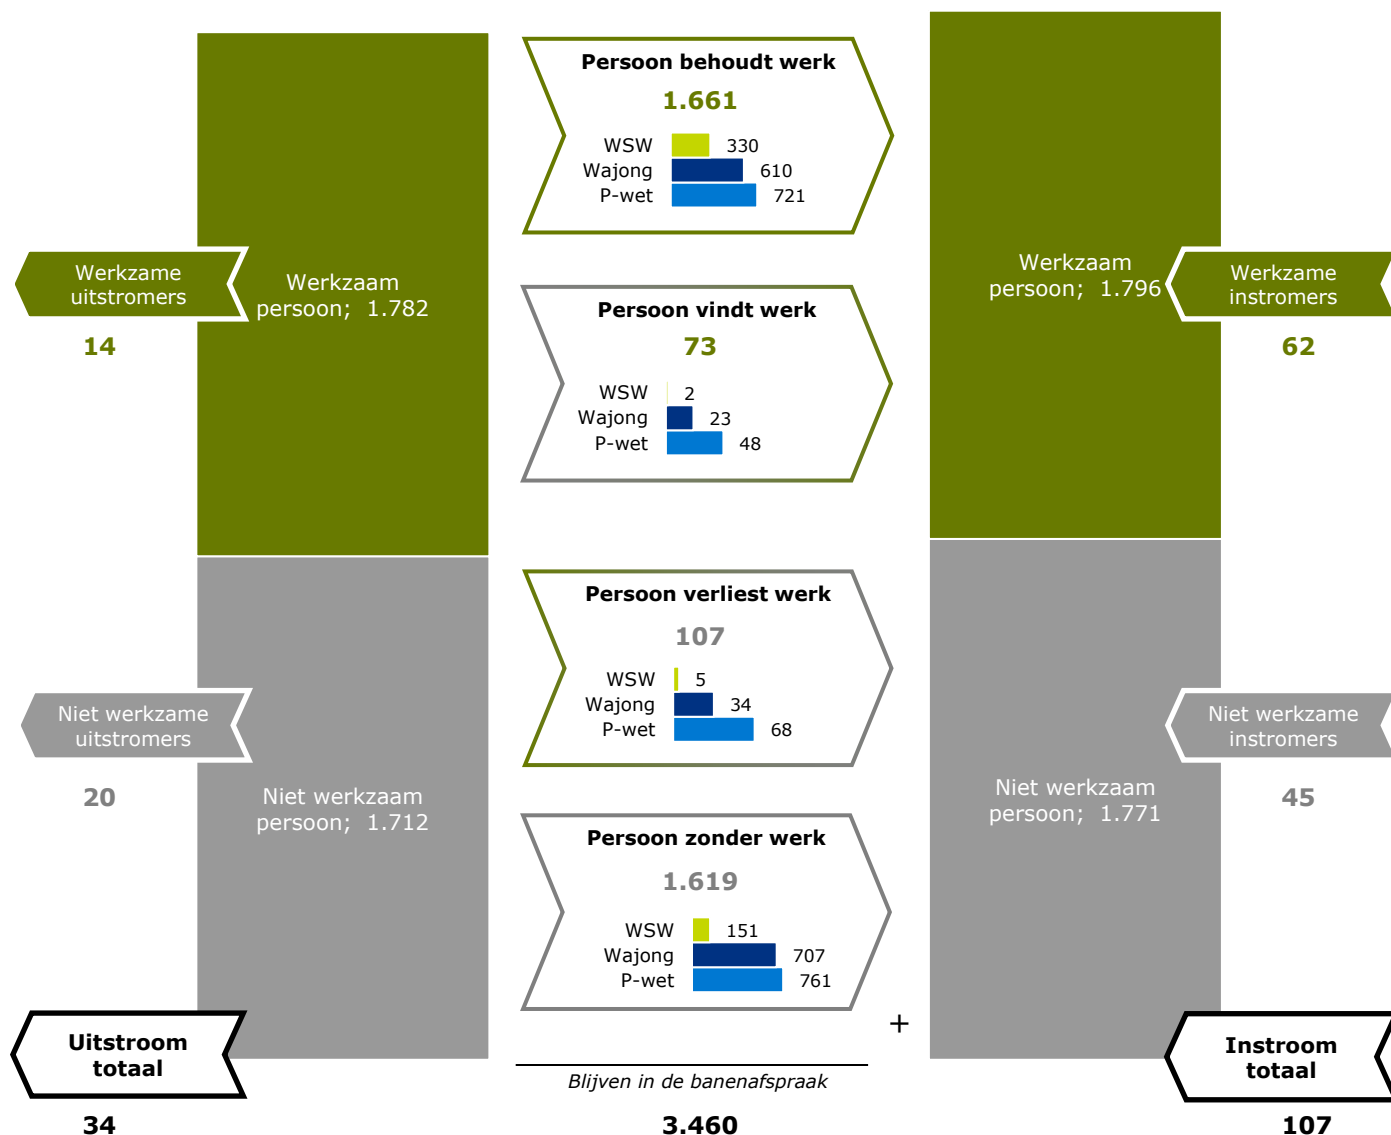 Werkzame
uitstromers
14
Werkzaam
persoon; 1.782
Niet werkzame
uitstromers
20
Niet werkzaam
persoon; 1.712
Uitstroom
totaal
34
Persoon behoudt werk
1.661
WSW 330
Wajong 610
P-wet 721
Persoon vindt werk
73
WSW 2
Wajong 23
P-wet 48
Persoon verliest werk
107
WSW 5
Wajong 34
P-wet 68
Persoon zonder werk
1.619
WSW 151
Wajong 707
P-wet 761
+
Blijven in de banenafspraak
3.460
Werkzaam
persoon; 1.796
Werkzame
instromers
62
Niet werkzaam
persoon; 1.771
Niet werkzame
instromers
45
Instroom
totaal
107